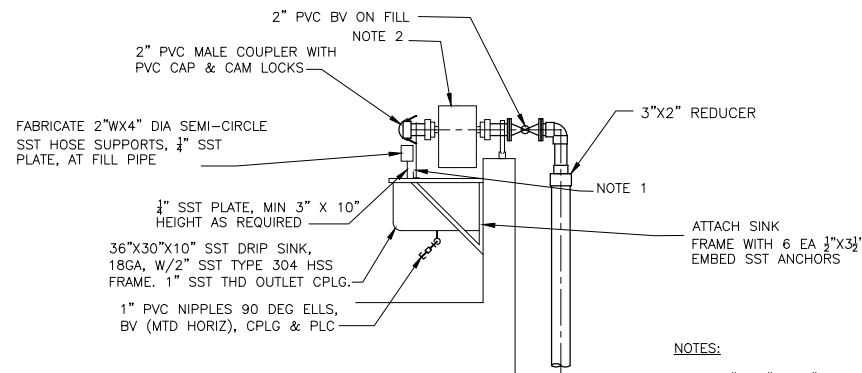 2" PVC BV ON FILL
NOTE 2
2" PVC MALE COUPLER WITH
PVC CAP & CAM LOCKS
3"X2" REDUCER
FABRICATE 2"WX4" DIA SEMI-CIRCLE
SST HOSE SUPPORTS, ¼" SST
PLATE, AT FILL PIPE
NOTE 1
¼" SST PLATE, MIN 3" X 10"
HEIGHT AS REQUIRED
ATTACH SINK
FRAME WITH 6 EA ½"X3½"
EMBED SST ANCHORS
36"X30"X10" SST DRIP SINK,
18GA, W/2" SST TYPE 304 HSS
FRAME. 1" SST THD OUTLET CPLG.
1" PVC NIPPLES 90 DEG ELLS,
BV (MTD HORIZ), CPLG & PLC
NOTES: